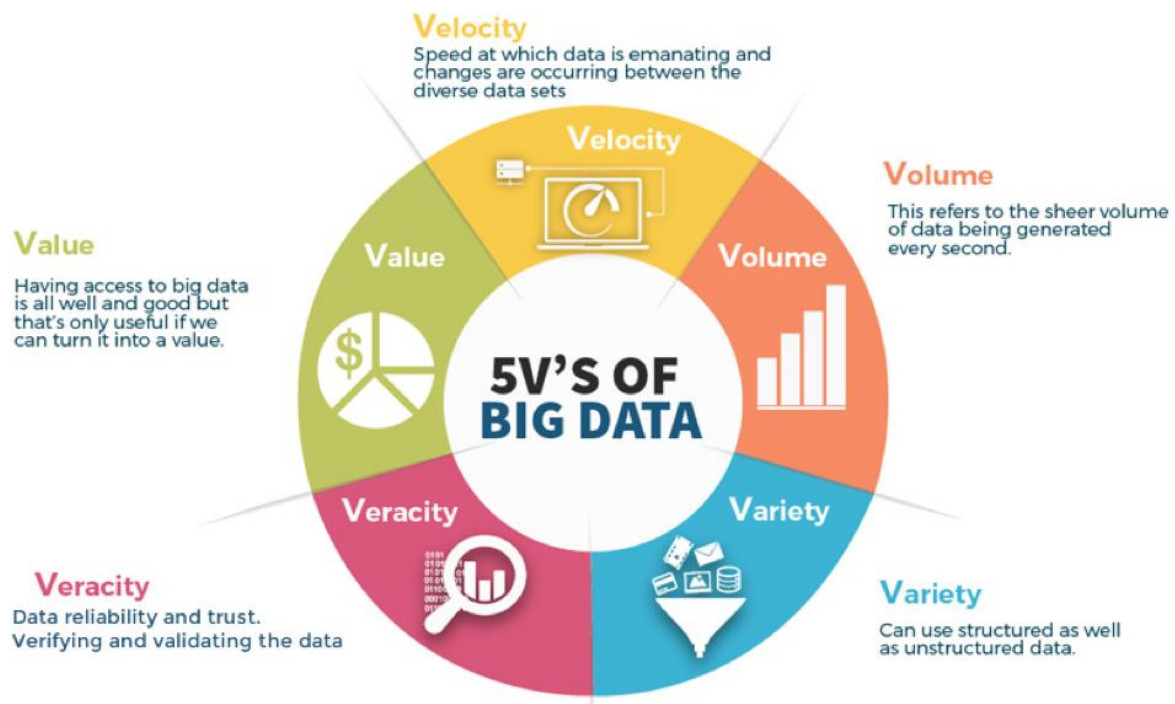 Velocity
Speed at which data is emanating and
changes are occurring between the
diverse data sets
Velocity
Volume
This refers to the sheer volume
of data being generated
every second.
Value
Having access to big data
is all well and good but
that's only useful if we
can turn it into a value.
Value
$
Volume
5V'S OF
BIG DATA
Veracity
Variety
Veracity
Data reliability and trust.
Verifying and validating the data
Variety
Can use structured as well
as unstructured data.